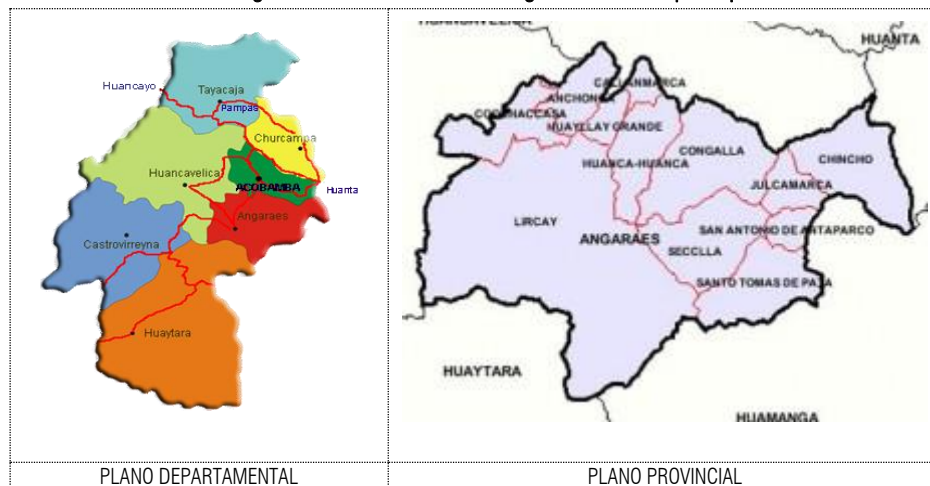 Huancayo
Tayacaja
Pampas
Churcampa
Huancavelica
ACOBAMBA
Huanta
Angaraes
Castrovirreyna
Huaytara
HUANTA
CALLANMARCA
ANCHONGA
CCOCHACCASA
HUAYLLAY GRANDE
HUANCA-HUANCA
CONGALLA
CHINCHO
JULCAMARCA
LIRCAY
ANGARAES
SAN ANTONIO DE ANTAPARCO
SECCLLA
SANTO TOMAS DE PATA
HUAYTARA
HUAMANGA
PLANO DEPARTAMENTAL
PLANO PROVINCIAL